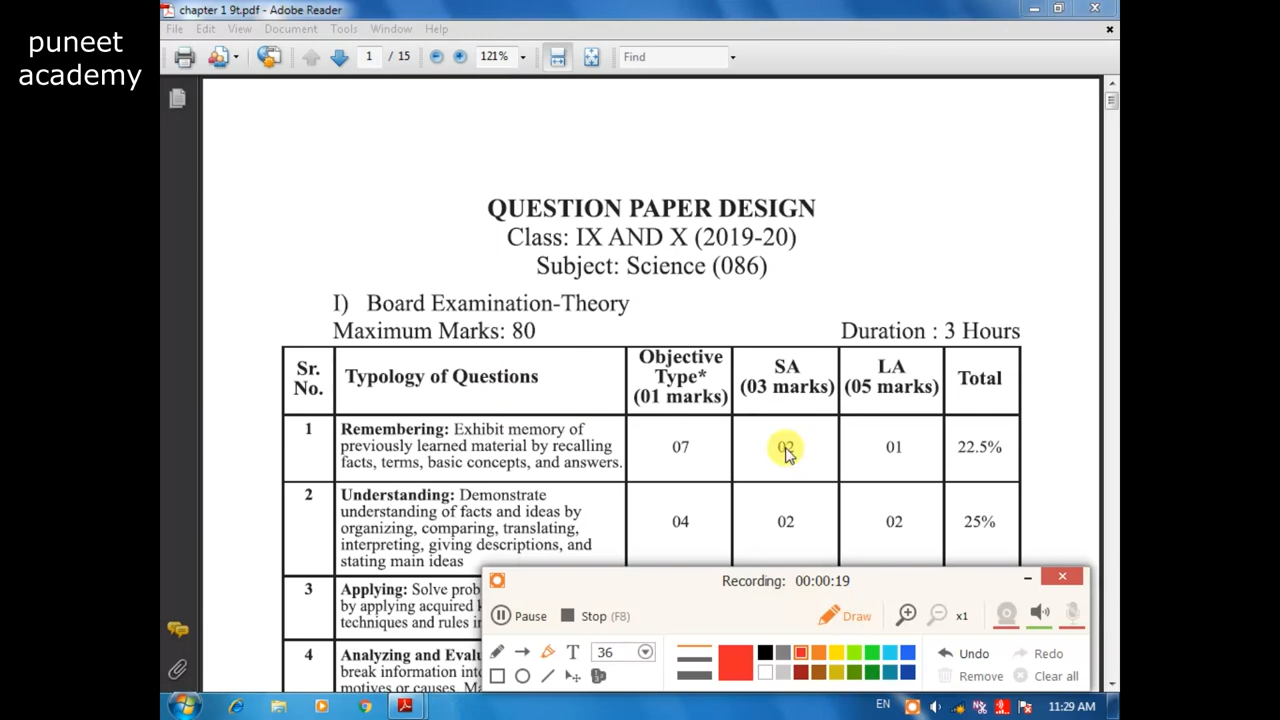 puneet
academy
chapter 1 9t.pdf - Adobe Reader
File Edit View Document Tools Window Help
1 / 15 121% Find
QUESTION PAPER DESIGN
Class: IX AND X (2019-20)
Subject: Science (086)
I) Board Examination-Theory
Maximum Marks: 80 Duration : 3 Hours
Sr. No. Typology of Questions Objective Type* (01 marks) SA (03 marks) LA (05 marks) Total
1 Remembering: Exhibit memory of 
previously learned material by recalling 07 02 01 22.5%
facts, terms, basic concepts, and answers.
2 Understanding: Demonstrate
understanding of facts and ideas by
organizing, comparing, translating, 04 02 02 25%
interpreting, giving descriptions, and
stating main ideas
3 Applying: Solve
by applying acquired
techniques and rules
4 Analyzing and
break information
motives or causes.
Recording: 00:00:19
Pause Stop (F8) Draw x1
T 36 Undo Redo
Remove Clear all
EN 11:29 AM